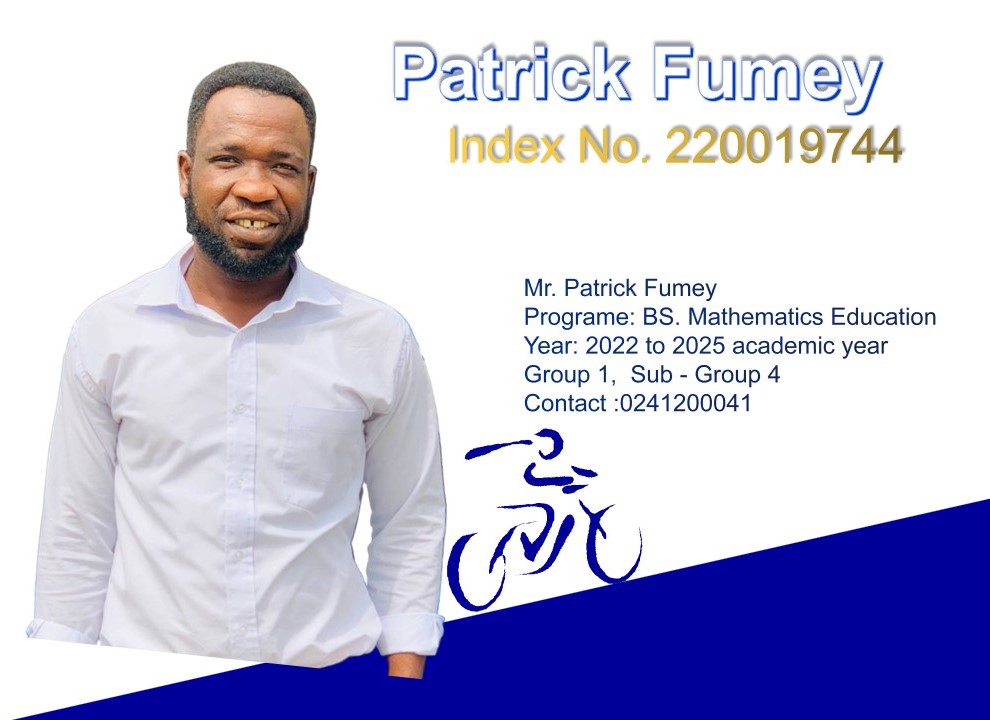 Patrick Fumey
Index No. 220019744
Mr. Patrick Fumey
Programe: BS. Mathematics Education
Year: 2022 to 2025 academic year
Group 1,  Sub - Group 4
Contact :0241200041